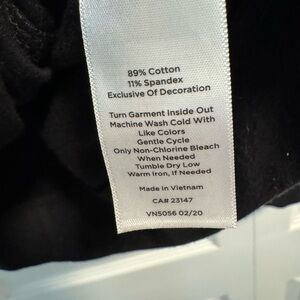 89% Cotton
11% Spandex
Exclusive Of Decoration
Turn Garment Inside Out
Machine Wash Cold With
Like Colors
Gentle Cycle
Only Non-Chlorine Bleach
When Needed
Tumble Dry Low
Warm Iron, If Needed
Made in Vietnam
CA# 23147
VN5056 02/20